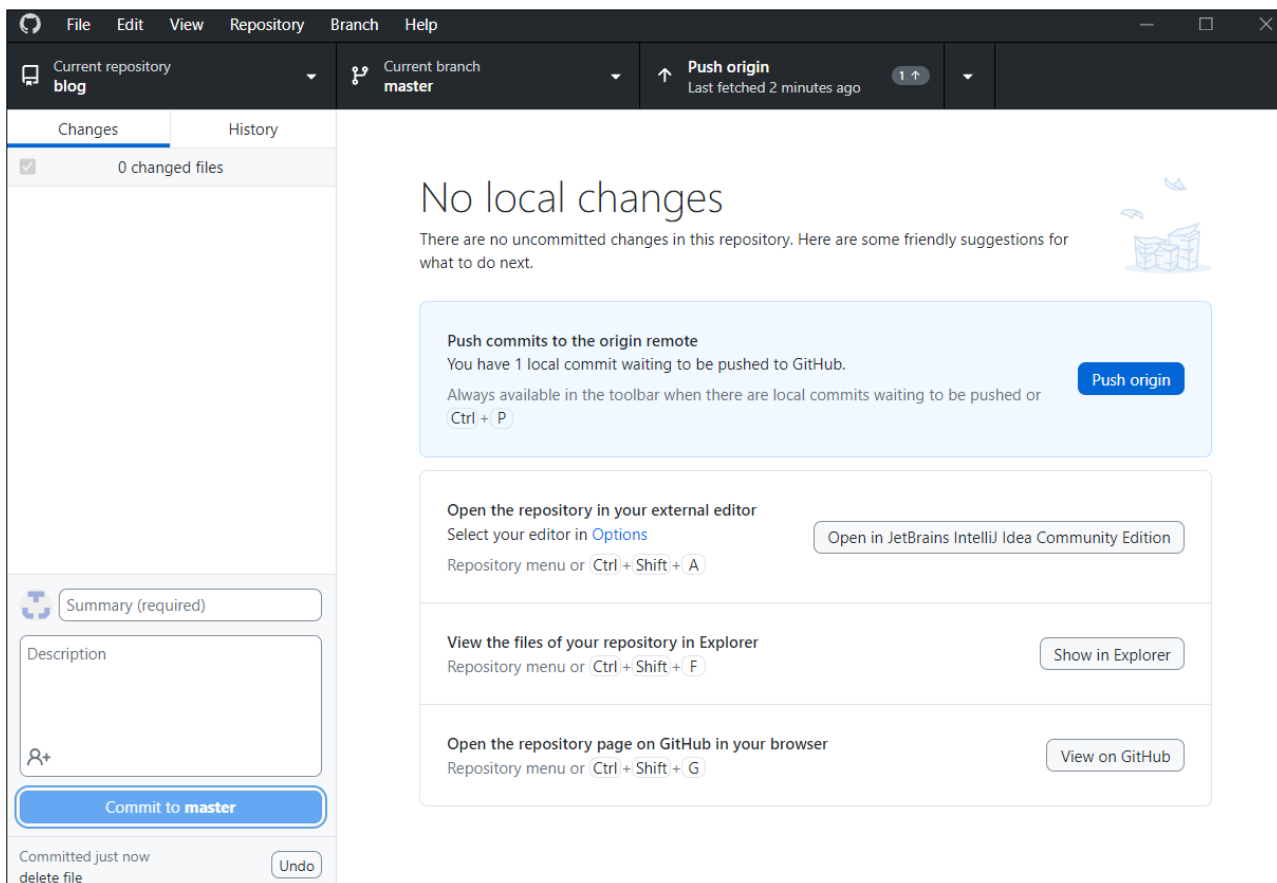 File Edit View Repository Branch Help
Current repository
blog
Current branch
master
Push origin
Last fetched 2 minutes ago
1 ↑
Changes History
0 changed files
No local changes
There are no uncommitted changes in this repository. Here are some friendly suggestions for
what to do next.
Push commits to the origin remote
You have 1 local commit waiting to be pushed to GitHub.
Always available in the toolbar when there are local commits waiting to be pushed or
Ctrl + P
Push origin
Open the repository in your external editor
Select your editor in Options
Repository menu or Ctrl + Shift + A
Open in JetBrains IntelliJ Idea Community Edition
View the files of your repository in Explorer
Repository menu or Ctrl + Shift + F
Show in Explorer
Open the repository page on GitHub in your browser
Repository menu or Ctrl + Shift + G
View on GitHub
Summary (required)
Description
Commit to master
Committed just now
delete file
Undo